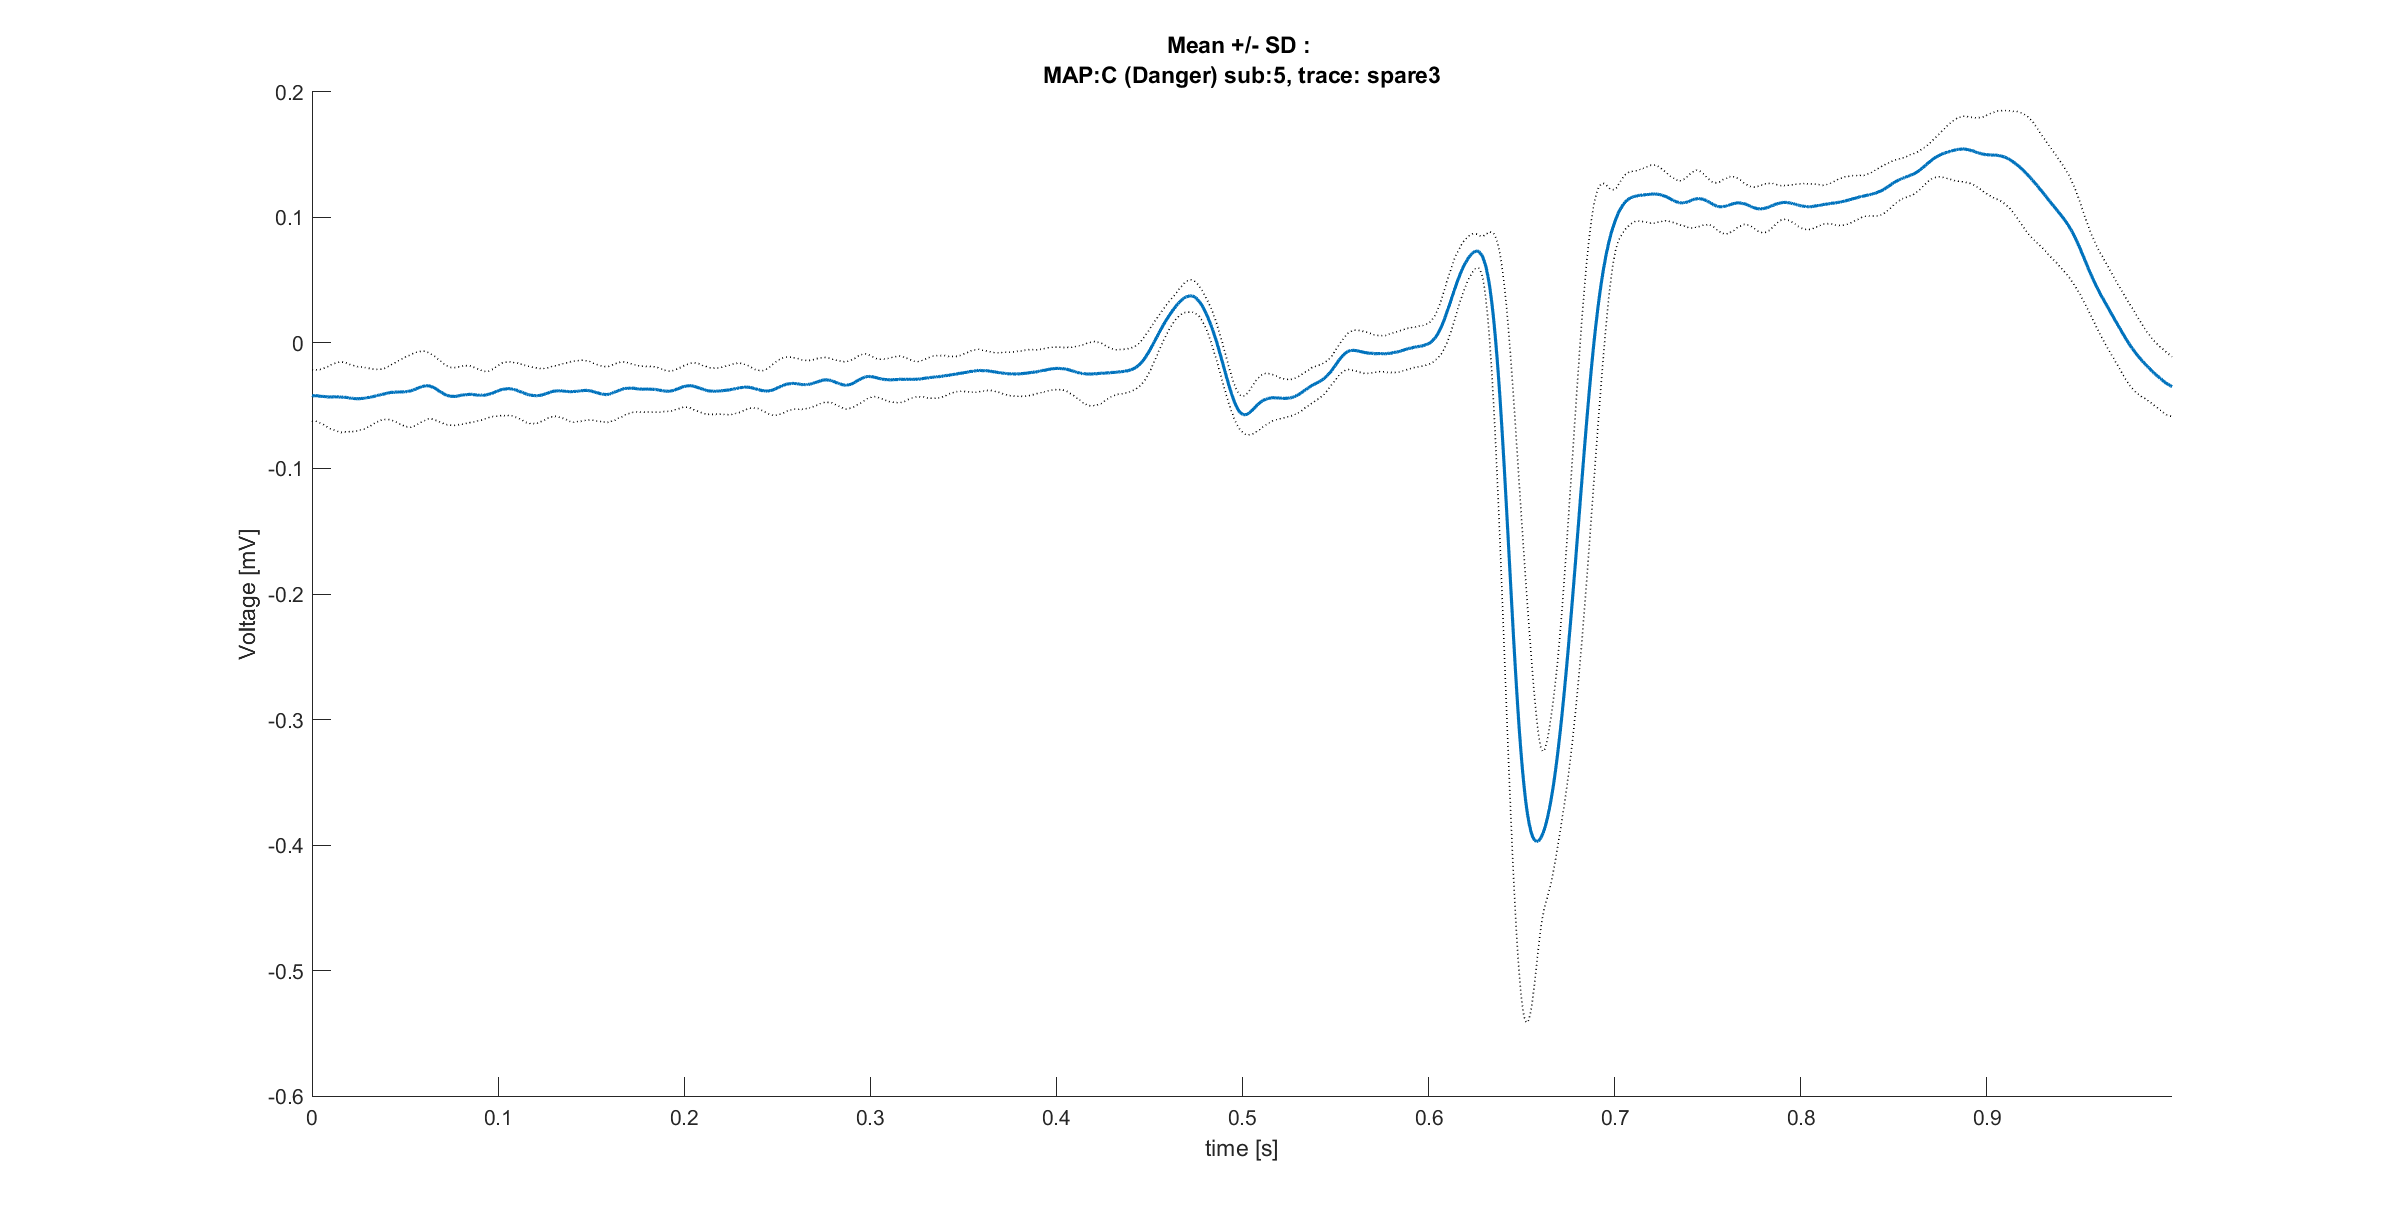 Mean +/- SD :
MAP:C (Danger) sub:5, trace: spare3
0.2
0.1
0
-0.1
-0.2
-0.3
-0.4
-0.5
-0.6
Voltage [mV]
0 0.1 0.2 0.3 0.4 0.5 0.6 0.7 0.8 0.9
time [s]